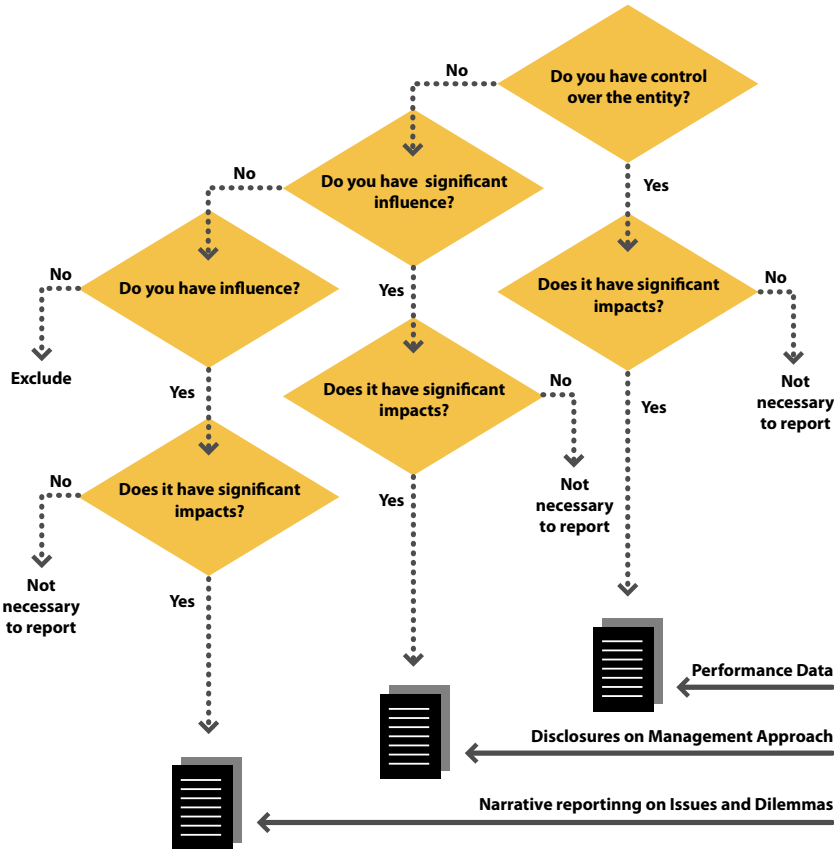 Do you have control
over the entity?
No
Yes
Do you have significant
influence?
No
Yes
Does it have significant
impacts?
No
Not
necessary
to report
Yes
Do you have influence?
No
Exclude
Yes
Does it have significant
impacts?
No
Not
necessary
to report
Yes
Does it have significant
impacts?
No
Not
necessary
to report
Yes
Performance Data
Disclosures on Management Approach
Narrative reportinng on Issues and Dilemmas